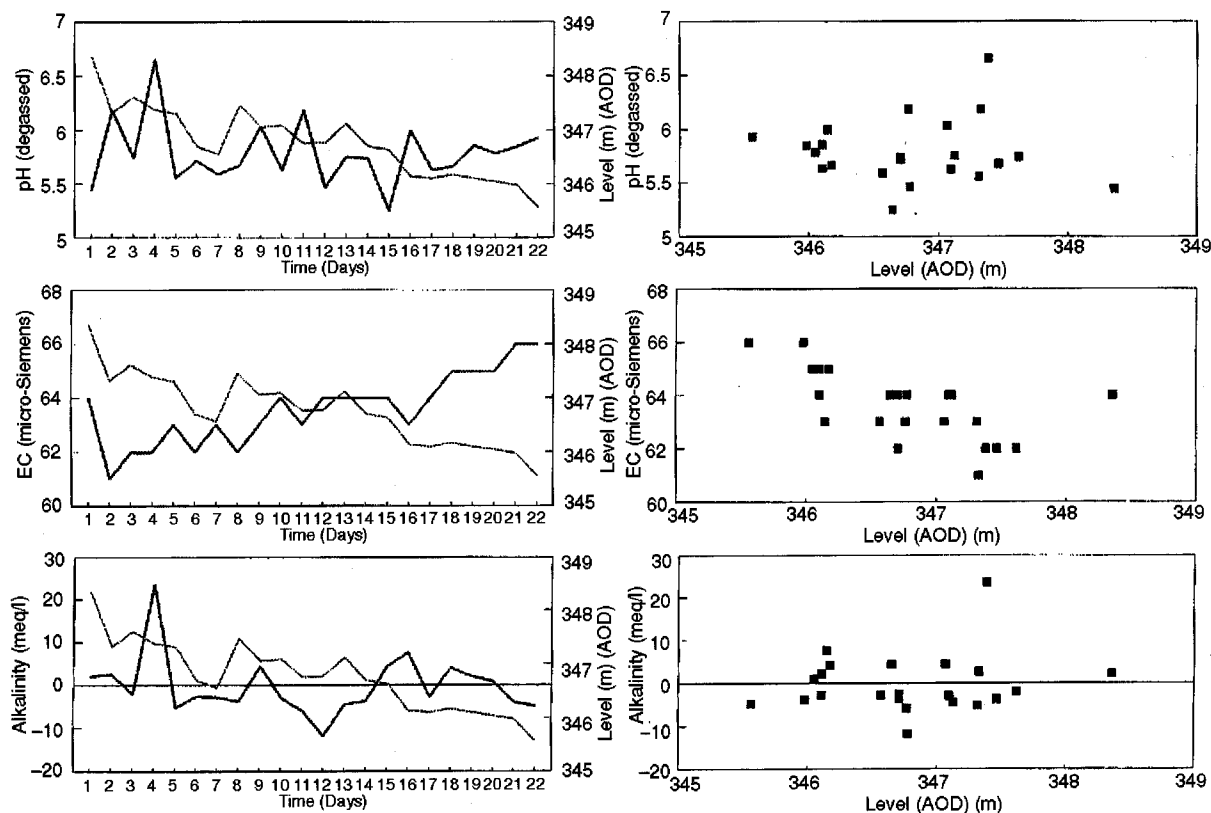 7
6.5
6
5.5
5
pH (degassed)
349
348
347
346
345
Level (m) (AOD)
1 2 3 4 5 6 7 8 9 10 11 12 13 14 15 16 17 18 19 20 21 22
Time (Days)
7
6.5
6
5.5
5
pH (degassed)
345 346 347 348 349
Level (AOD) (m)
68
66
64
62
60
EC (micro-Siemens)
349
348
347
346
345
Level (m) (AOD)
1 2 3 4 5 6 7 8 9 10 11 12 13 14 15 16 17 18 19 20 21 22
Time (Days)
68
66
64
62
60
EC (micro-Siemens)
345 346 347 348 349
Level (AOD) (m)
30
20
10
0
−10
−20
Alkalinity (meq/l)
349
348
347
346
345
Level (m) (AOD)
1 2 3 4 5 6 7 8 9 10 11 12 13 14 15 16 17 18 19 20 21 22
Time (Days)
30
20
10
0
−10
−20
Alkalinity (meq/l)
345 346 347 348 349
Level (AOD) (m)